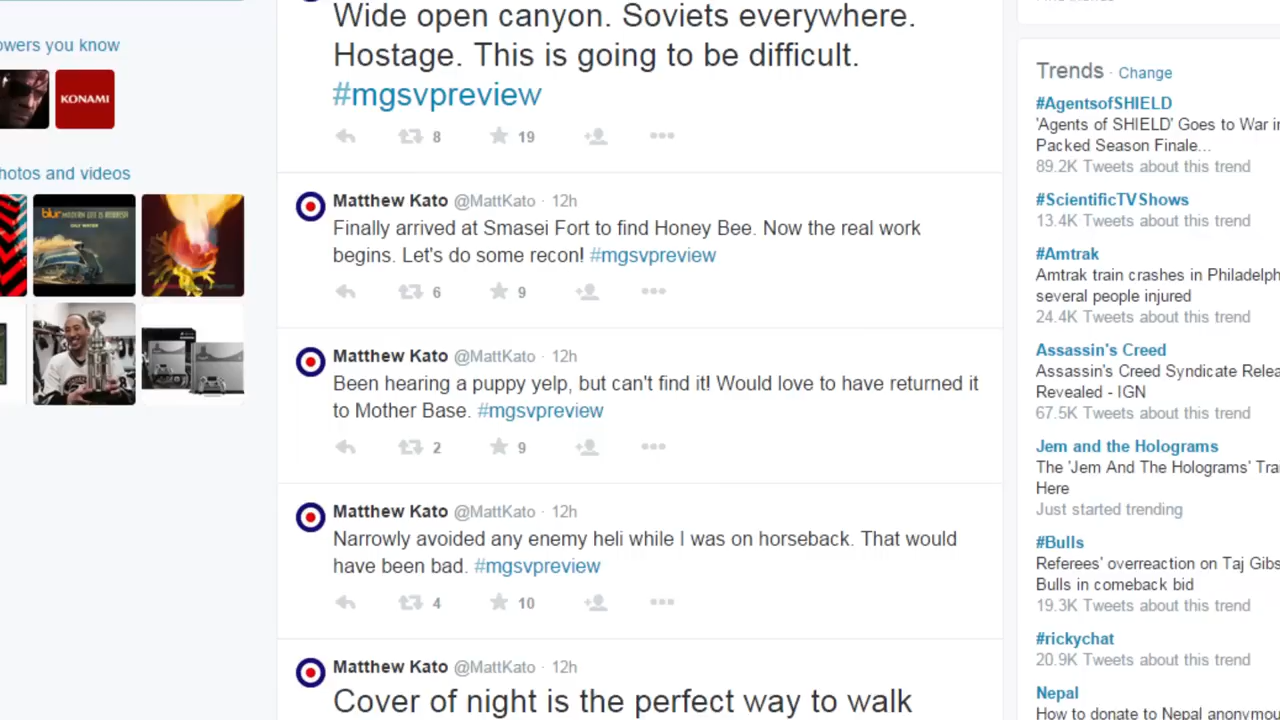 owers you know
KONAMI
hotos and videos
blur
Wide open canyon. Soviets everywhere.
Hostage. This is going to be difficult.
#mgsvpreview
8
19
Matthew Kato @MattKato · 12h
Finally arrived at Smasei Fort to find Honey Bee. Now the real work
begins. Let's do some recon! #mgsvpreview
6
9
Matthew Kato @MattKato · 12h
Been hearing a puppy yelp, but can't find it! Would love to have returned it
to Mother Base. #mgsvpreview
2
9
Matthew Kato @MattKato · 12h
Narrowly avoided any enemy heli while I was on horseback. That would
have been bad. #mgsvpreview
4
10
Matthew Kato @MattKato · 12h
Cover of night is the perfect way to walk
Trends · Change
#AgentsofSHIELD
'Agents of SHIELD' Goes to War in
Packed Season Finale...
89.2K Tweets about this trend
#ScientificTVShows
13.4K Tweets about this trend
#Amtrak
Amtrak train crashes in Philadelph
several people injured
24.4K Tweets about this trend
Assassin's Creed
Assassin's Creed Syndicate Relea
Revealed - IGN
67.5K Tweets about this trend
Jem and the Holograms
The 'Jem And The Holograms' Trai
Here
Just started trending
#Bulls
Referees' overreaction on Taj Gibs
Bulls in comeback bid
19.3K Tweets about this trend
#rickychat
20.9K Tweets about this trend
Nepal
How to donate to Nepal anonymou